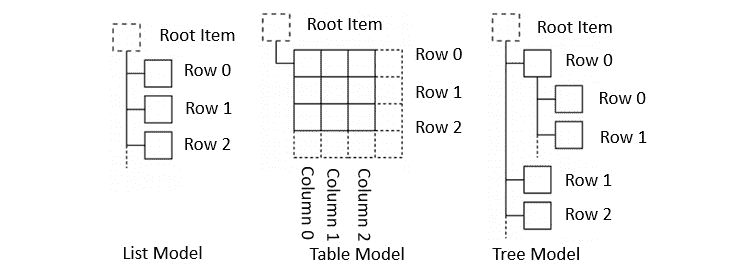 Root Item
Row 0
Row 1
Row 2
List Model
Root Item
Row 0
Row 1
Row 2
Column 0
Column 1
Column 2
Table Model
Root Item
Row 0
Row 0
Row 1
Row 1
Row 2
Tree Model